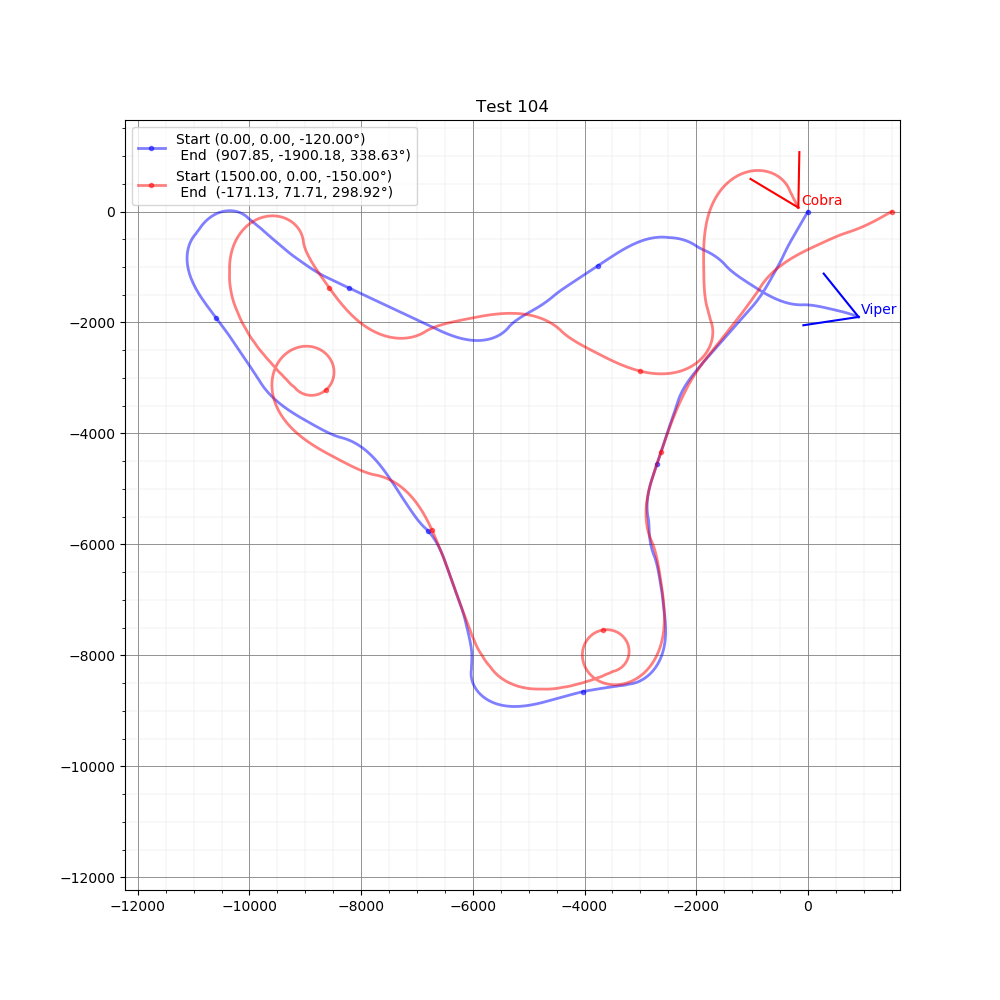 Test 104
Start (0.00, 0.00, -120.00°)
End  (907.85, -1900.18, 338.63°)
Start (1500.00, 0.00, -150.00°)
End  (-171.13, 71.71, 298.92°)
Cobra
Viper
0
−2000
−4000
−6000
−8000
−10000
−12000
−12000 −10000 −8000 −6000 −4000 −2000 0